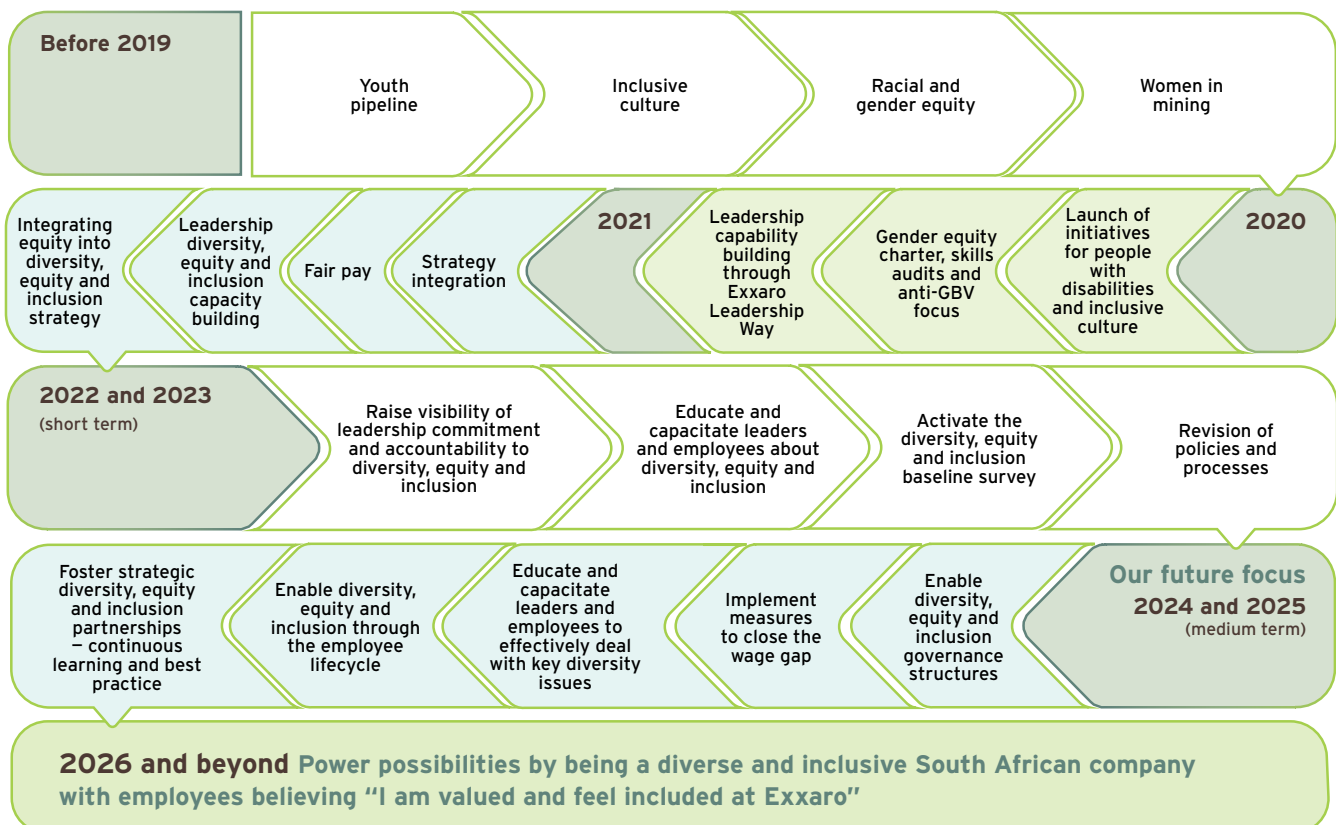 Before 2019
Youth
pipeline
Inclusive
culture
Racial and
gender equity
Women in
mining
2020
Launch of
initiatives
for people
with
disabilities
and inclusive
culture
Gender equity
charter, skills
audits and
anti-GBV
focus
Leadership
capability
building
through
Exxaro
Leadership
Way
2021
Strategy
integration
Fair pay
Leadership
diversity,
equity and
inclusion
capacity
building
Integrating
equity into
diversity,
equity and
inclusion
strategy
2022 and 2023
(short term)
Raise visibility of
leadership commitment
and accountability to
diversity, equity and
inclusion
Educate and
capacitate leaders
and employees about
diversity, equity and
inclusion
Activate the
diversity, equity
and inclusion
baseline survey
Revision of
policies and
processes
Our future focus
2024 and 2025
(medium term)
Enable
diversity,
equity and
inclusion
governance
structures
Implement
measures
to close the
wage gap
Educate and
capacitate
leaders and
employees to
effectively deal
with key diversity
issues
Enable diversity,
equity and
inclusion through
the employee
lifecycle
Foster strategic
diversity, equity
and inclusion
partnerships
– continuous
learning and best
practice
2026 and beyond Power possibilities by being a diverse and inclusive South African company
with employees believing “I am valued and feel included at Exxaro”